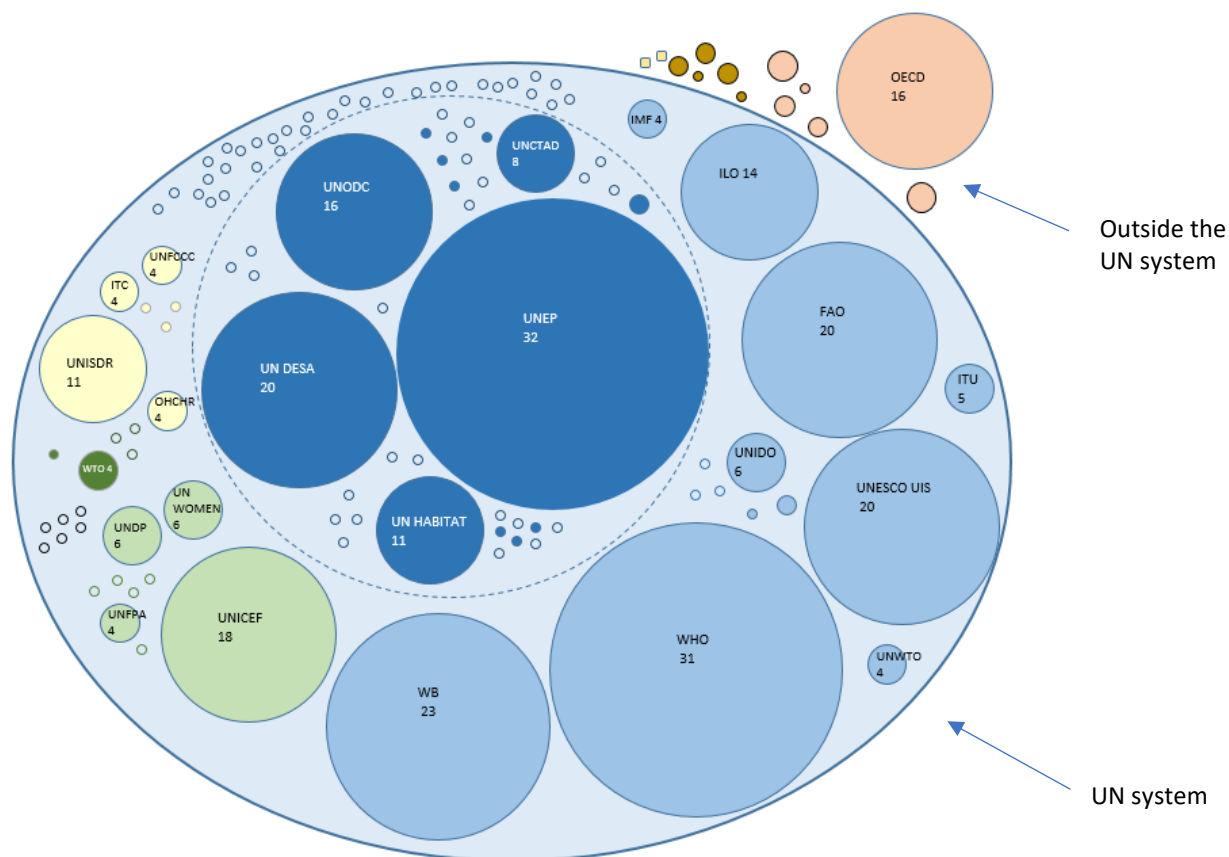 OECD
16
IMF 4
UNCTAD
8
ILO 14
UNODC
16
Outside the
UN system
UNFCCC
4
ITC
4
UNEP
32
FAO
20
UNISDR
11
UN DESA
20
ITU
5
OHCHR
4
WTO 4
UNIDO
6
UNESCO UIS
20
UN
WOMEN
6
UNDP
6
UN HABITAT
11
UNFPA
4
UNICEF
18
WHO
31
UNWTO
4
WB
23
UN system